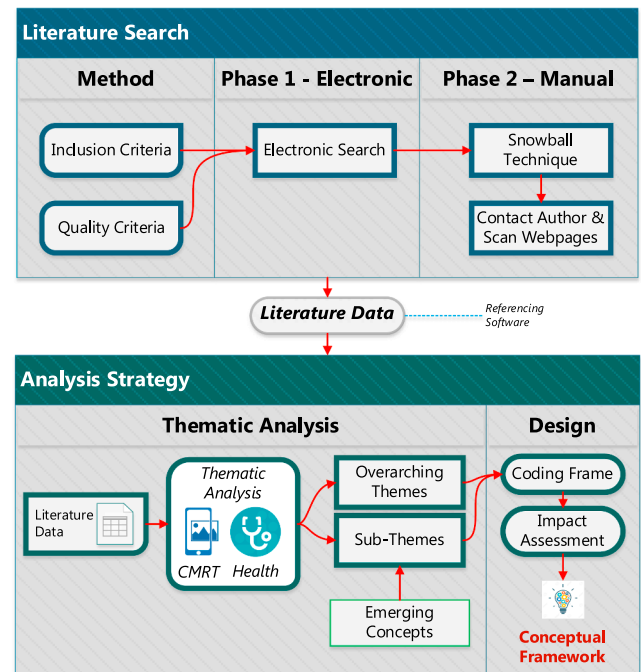 Literature Search
Method
Phase 1 - Electronic
Phase 2 – Manual
Inclusion Criteria
Electronic Search
Snowball
Technique
Quality Criteria
Contact Author &
Scan Webpages
Literature Data
Referencing
Software
Analysis Strategy
Thematic Analysis
Design
Literature
Data
Thematic
Analysis
CMRT
Health
Overarching
Themes
Sub-Themes
Emerging
Concepts
Coding Frame
Impact
Assessment
Conceptual
Framework